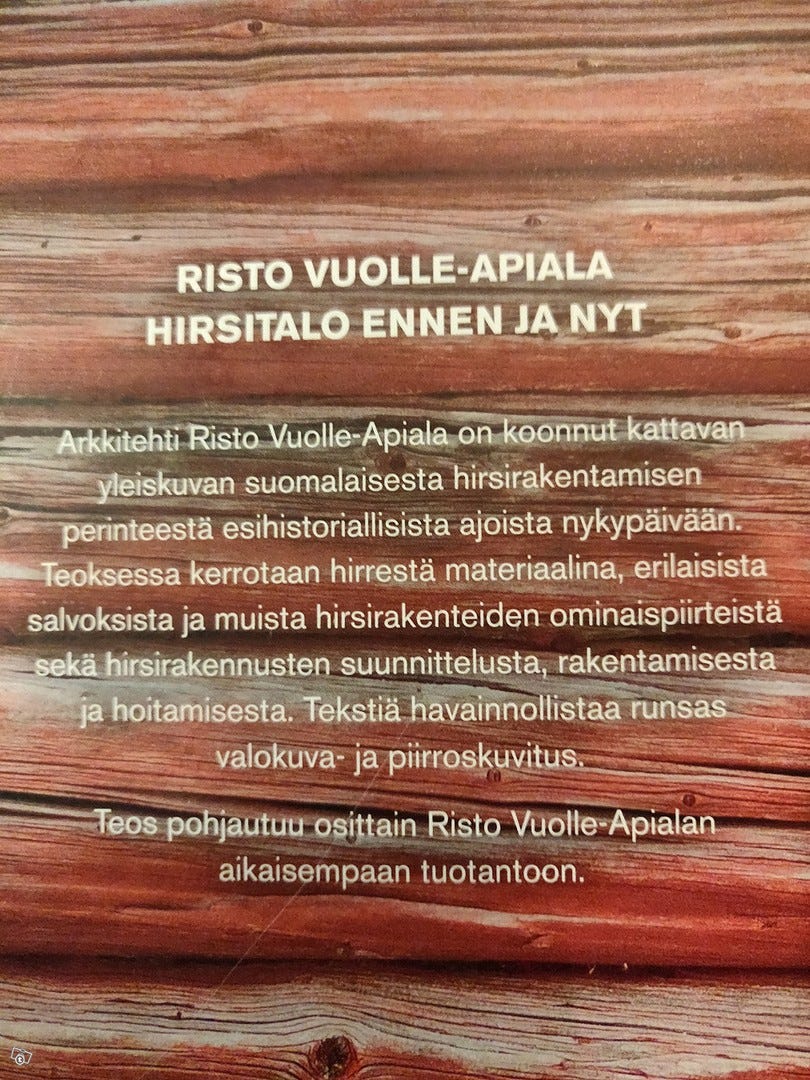 RISTO VUOLLE-APIALA
HIRSITALO ENNEN JA NYT
Arkkitehti Risto Vuolle-Apiala on koonnut kattavan
yleiskuvan suomalaisesta hirsirakentamisen
perinteestä esihistoriallisista ajoista nykypäivään.
Teoksessa kerrotaan hirrestä materiaalina, erilaisista
salvoksista ja muista hirsirakenteiden ominaispiirteistä
sekä hirsirakennusten suunnittelusta, rakentamisesta
ja hoitamisesta. Tekstiä havainnollistaa runsas
valokuva- ja piirroskuvitus.
Teos pohjautuu osittain Risto Vuolle-Apialan
aikaisempaan tuotantoon.